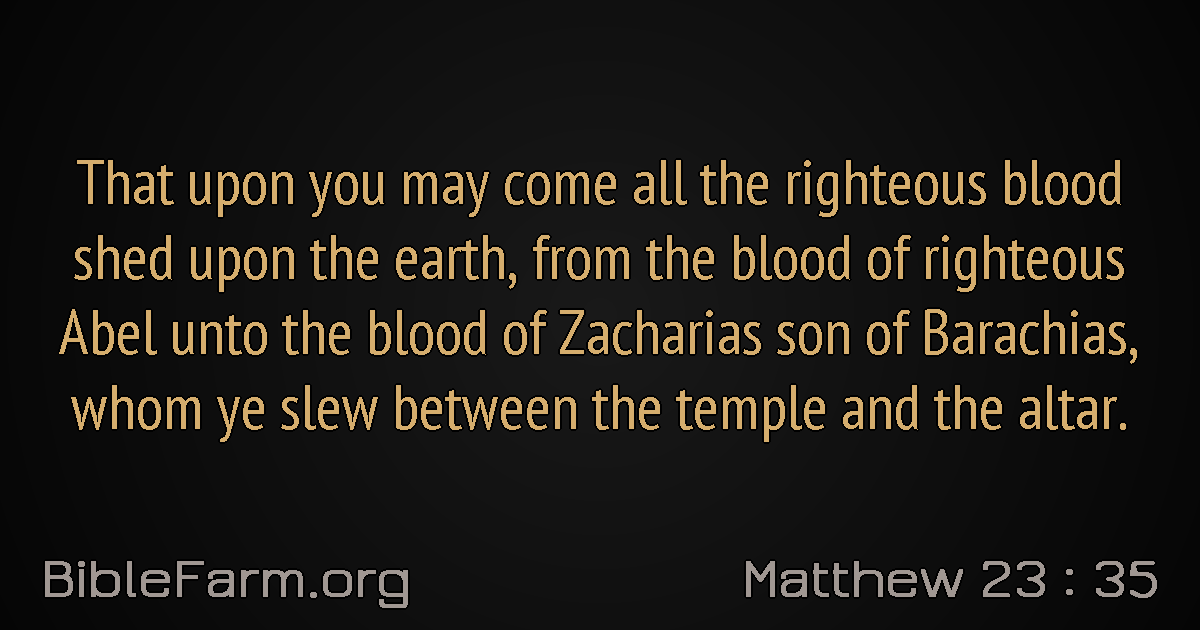 That upon you may come all the righteous blood
shed upon the earth, from the blood of righteous
Abel unto the blood of Zacharias son of Barachias,
whom ye slew between the temple and the altar.
BibleFarm.org
Matthew 23 : 35